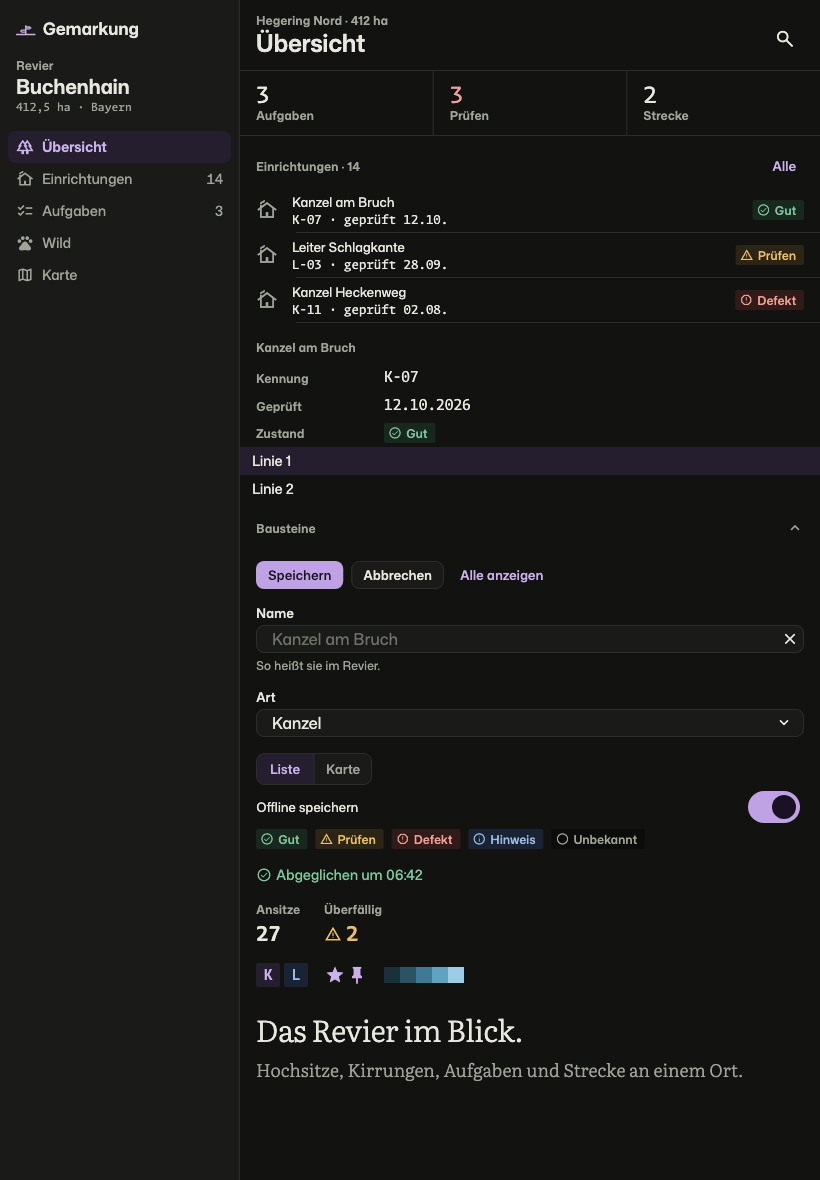 Gemarkung
Revier
Buchenhain
412,5 ha · Bayern
Übersicht
Einrichtungen 14
Aufgaben 3
Wild
Karte
Hegering Nord · 412 ha
Übersicht
3
Aufgaben
3
Prüfen
2
Strecke
Einrichtungen · 14 Alle
Kanzel am Bruch
K-07 · geprüft 12.10.
Gut
Leiter Schlagkante
L-03 · geprüft 28.09.
Prüfen
Kanzel Heckenweg
K-11 · geprüft 02.08.
Defekt
Kanzel am Bruch
Kennung K-07
Geprüft 12.10.2026
Zustand Gut
Linie 1
Linie 2
Bausteine
Speichern Abbrechen Alle anzeigen
Name
Kanzel am Bruch
So heißt sie im Revier.
Art
Kanzel
Liste Karte
Offline speichern
Gut Prüfen Defekt Hinweis Unbekannt
Abgeglichen um 06:42
Ansitze Überfällig
27 2
K L
Das Revier im Blick.
Hochsitze, Kirrungen, Aufgaben und Strecke an einem Ort.